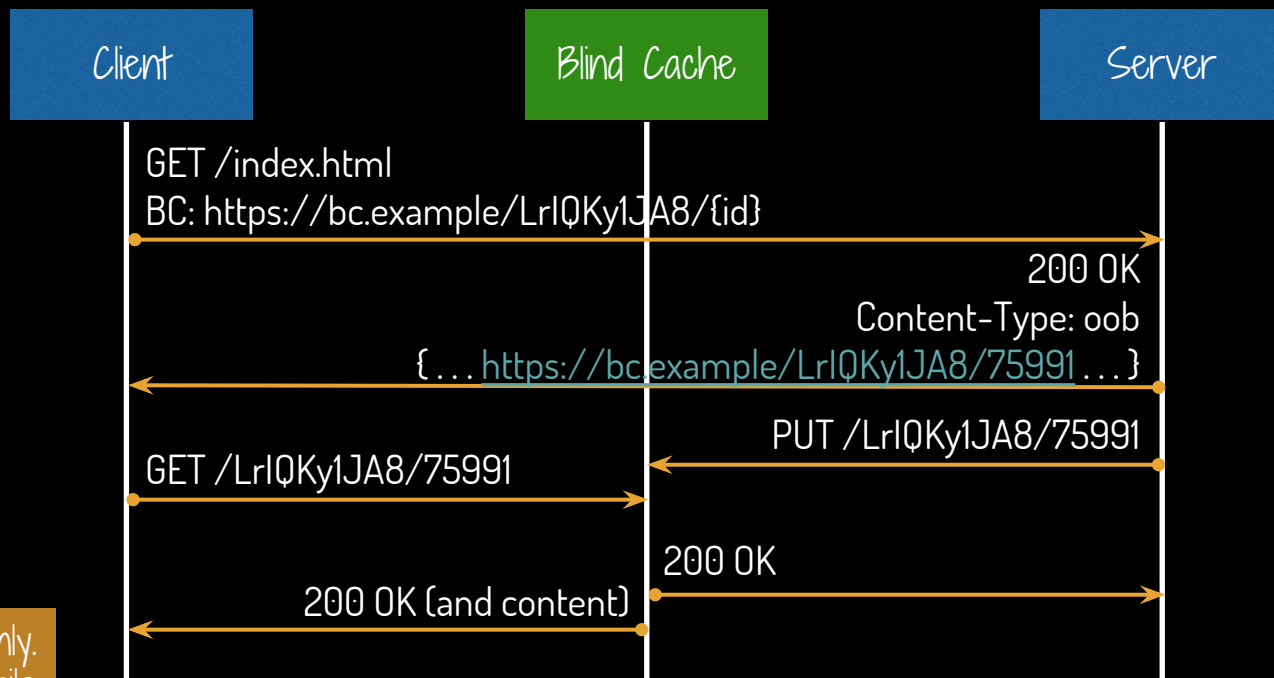 Client
Blind Cache
Server
GET /index.html
BC: https://bc.example/LrIQKy1JA8/{id}
200 OK
Content-Type: oob
{ . . . https://bc.example/LrIQKy1JA8/75991 . . . }
PUT /LrIQKy1JA8/75991
GET /LrIQKy1JA8/75991
200 OK
200 OK (and content)